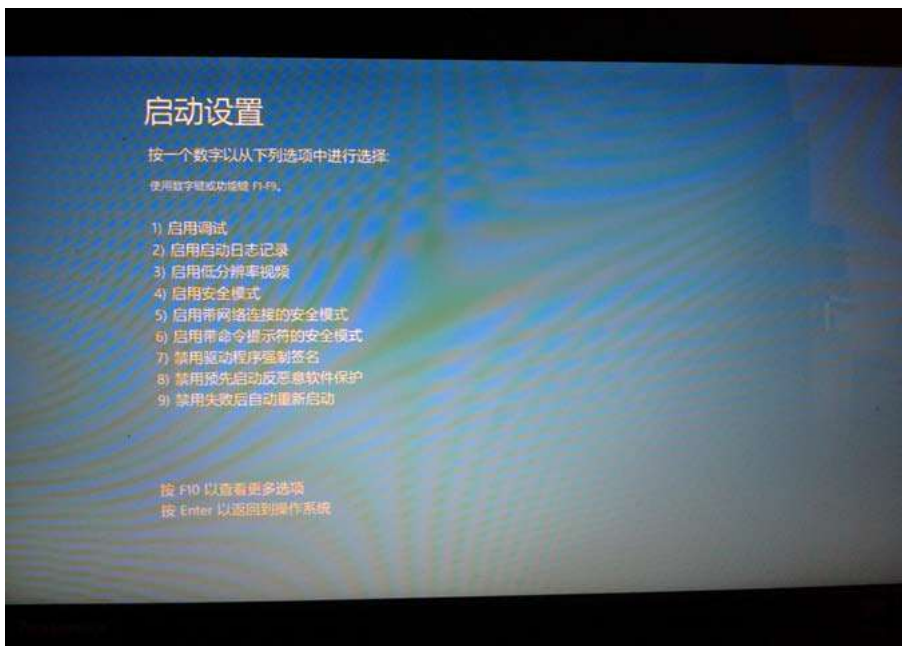 启动设置
按一个数字以从下列选项中进行选择:
使用数字键或功能键 F1-F9。
1) 启用调试
2) 启用启动日志记录
3) 启用低分辨率视频
4) 启用安全模式
5) 启用带网络连接的安全模式
6) 启用带命令提示符的安全模式
7) 禁用驱动程序强制签名
8) 禁用预先启动反恶意软件保护
9) 禁用失败后自动重新启动
按 F10 以查看更多选项
按 Enter 以返回到操作系统